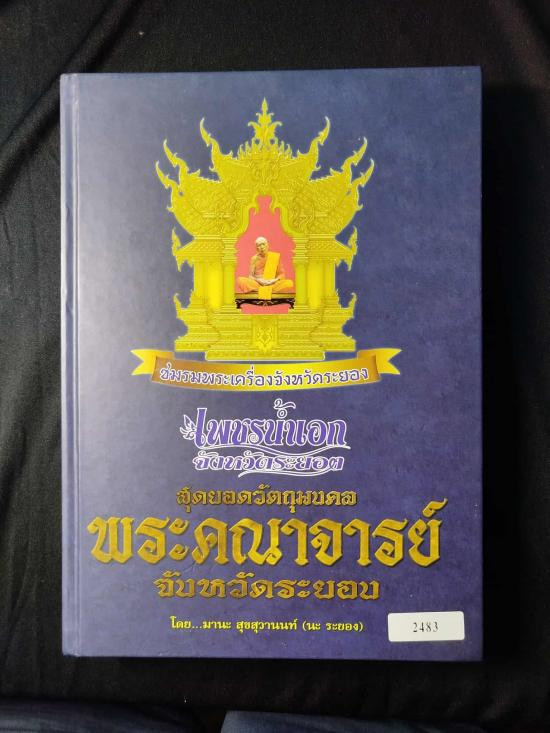 ชมรมพระเครื่องจังหวัดระยอง
เพชรน้ำเอก
จังหวัดระยอง
สุดยอดวัตถุมงคล
พระคณาจารย์
จังหวัดระยอง
โดย...มานะ สุขสุวานนท์ (นะ ระยอง)
2483